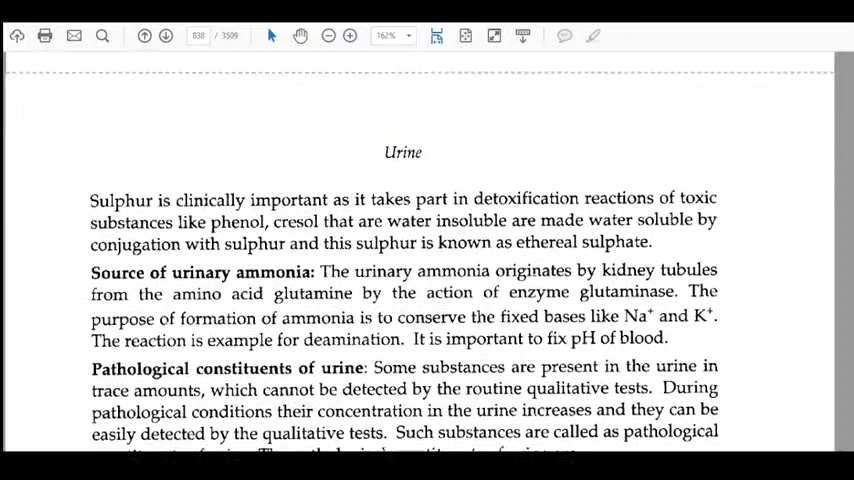 838 / 3509
162%
Urine
Sulphur is clinically important as it takes part in detoxification reactions of toxic
substances like phenol, cresol that are water insoluble are made water soluble by
conjugation with sulphur and this sulphur is known as ethereal sulphate.
Source of urinary ammonia: The urinary ammonia originates by kidney tubules
from the amino acid glutamine by the action of enzyme glutaminase. The
purpose of formation of ammonia is to conserve the fixed bases like Na⁺ and K⁺.
The reaction is example for deamination. It is important to fix pH of blood.
Pathological constituents of urine: Some substances are present in the urine in
trace amounts, which cannot be detected by the routine qualitative tests. During
pathological conditions their concentration in the urine increases and they can be
easily detected by the qualitative tests. Such substances are called as pathological